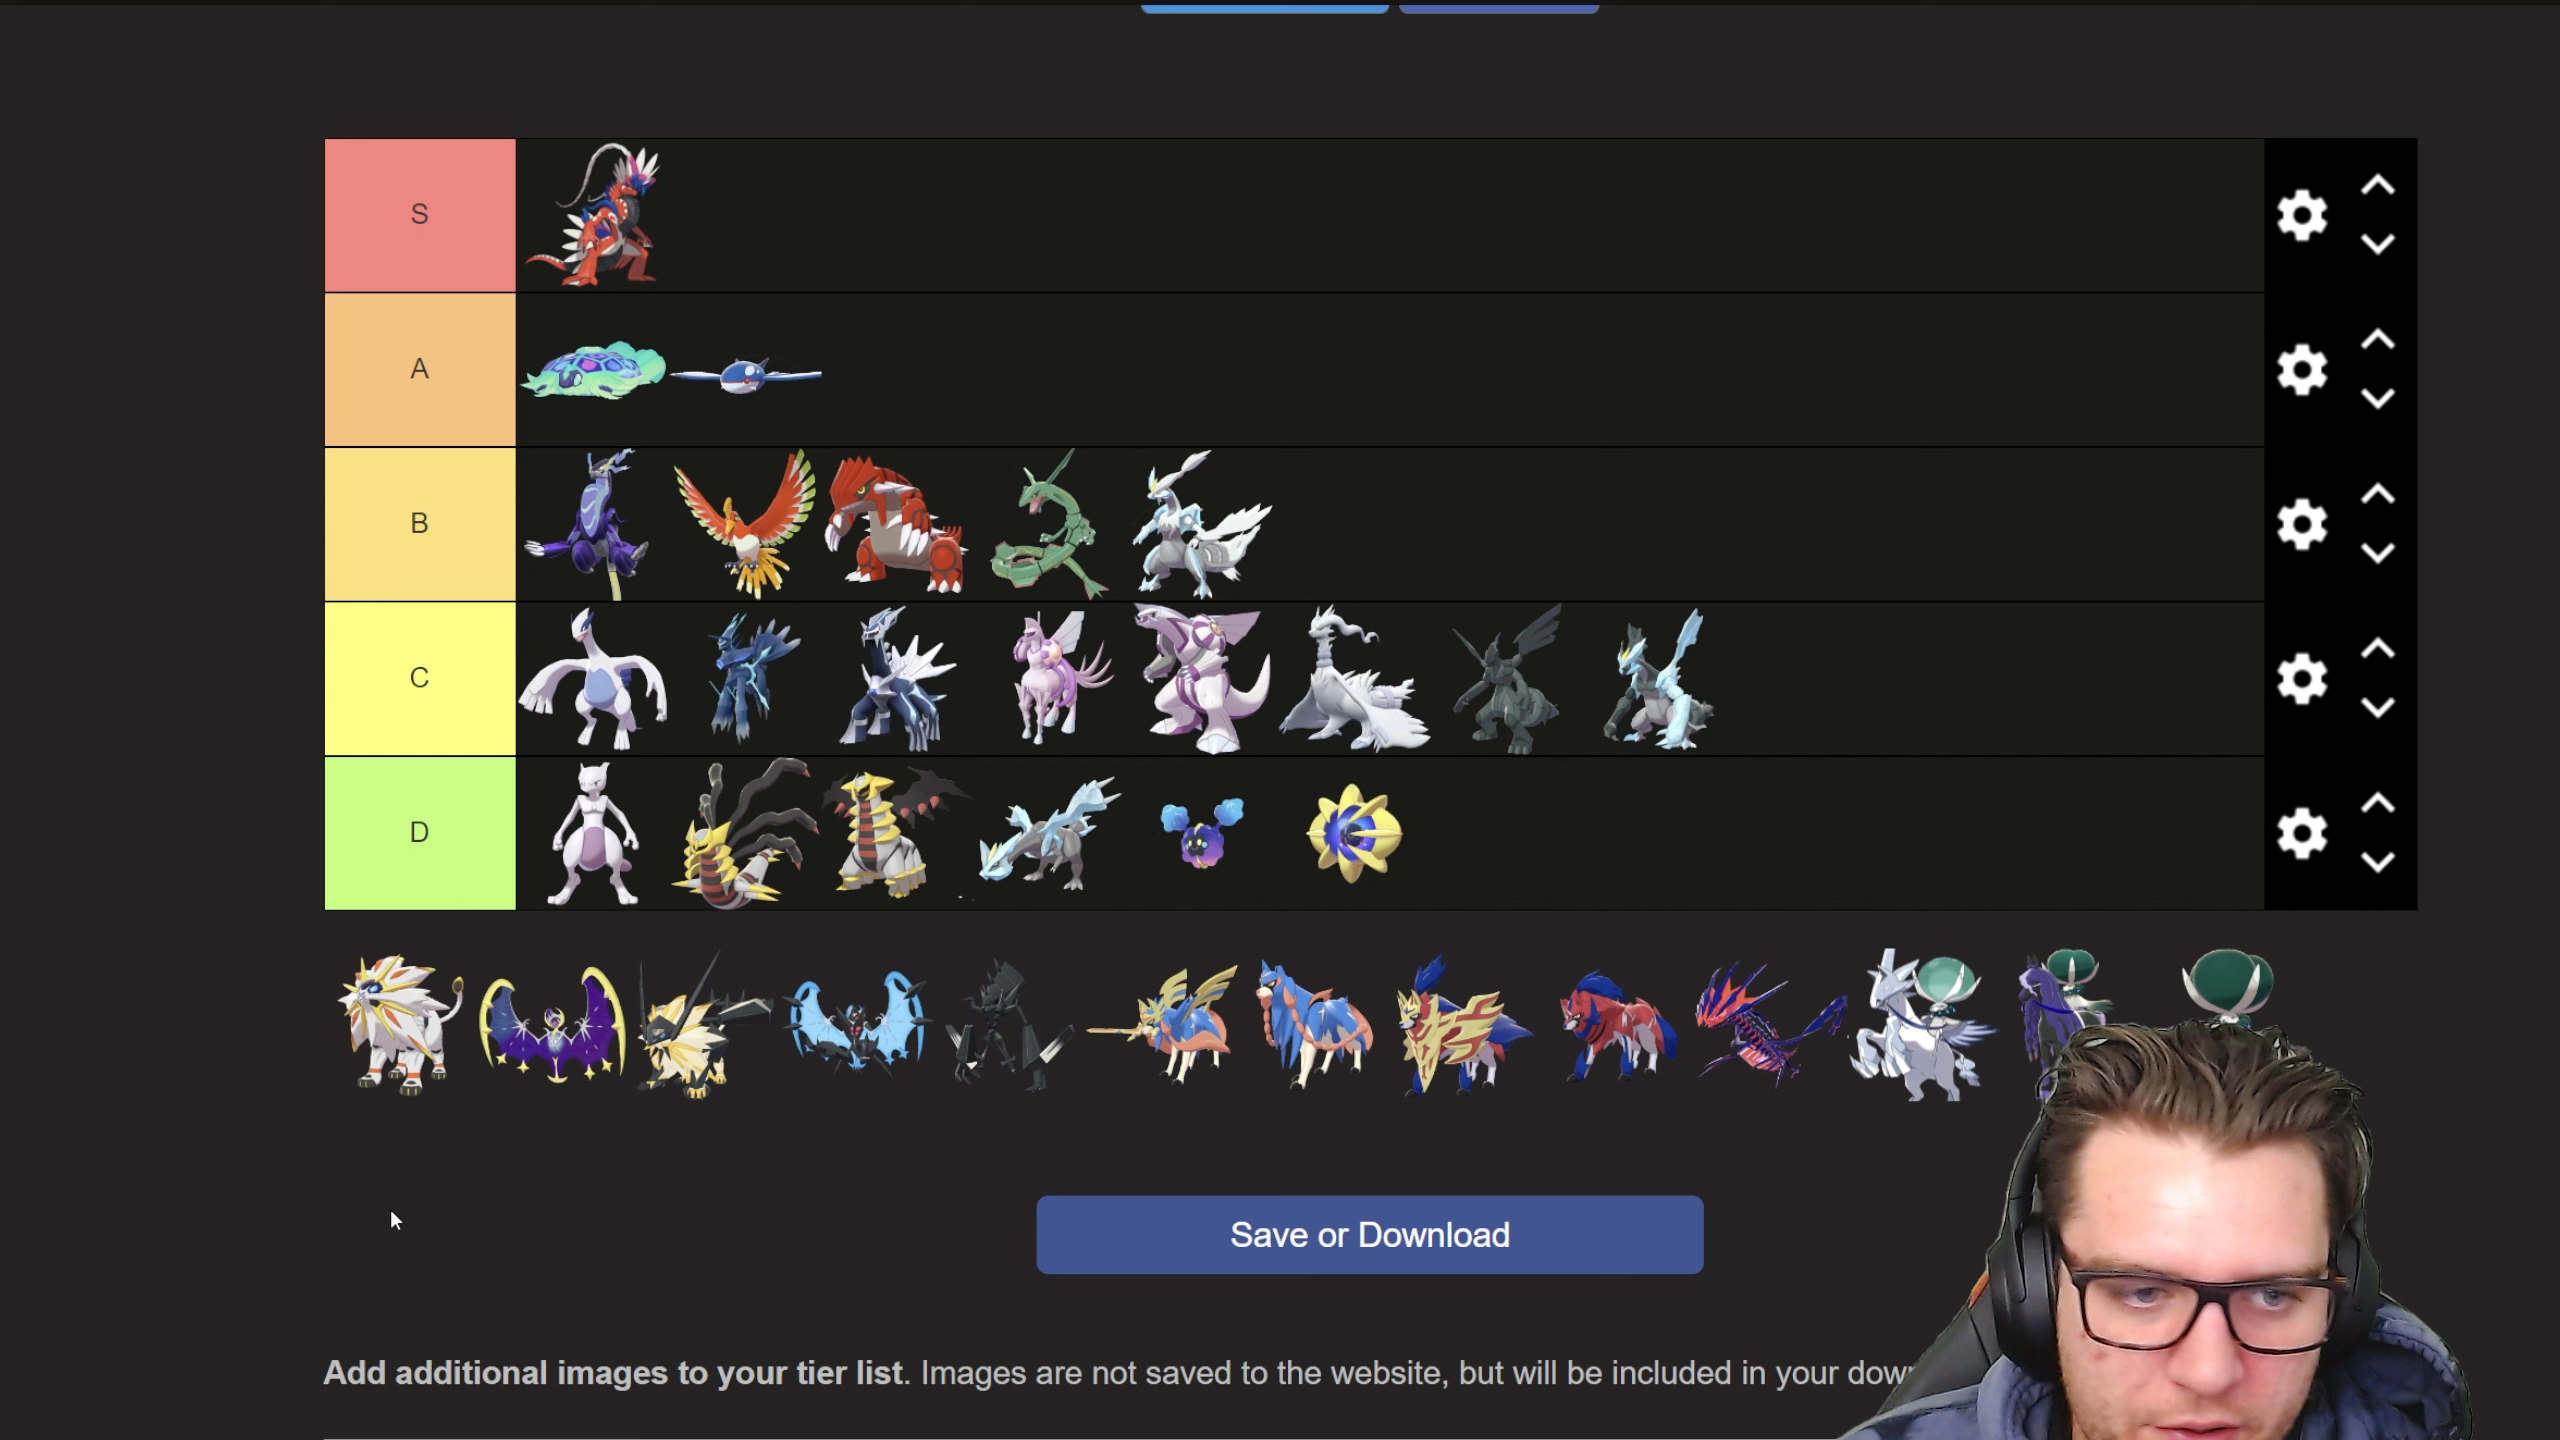 S
A
B
C
D
Save or Download
Add additional images to your tier list. Images are not saved to the website, but will be included in your